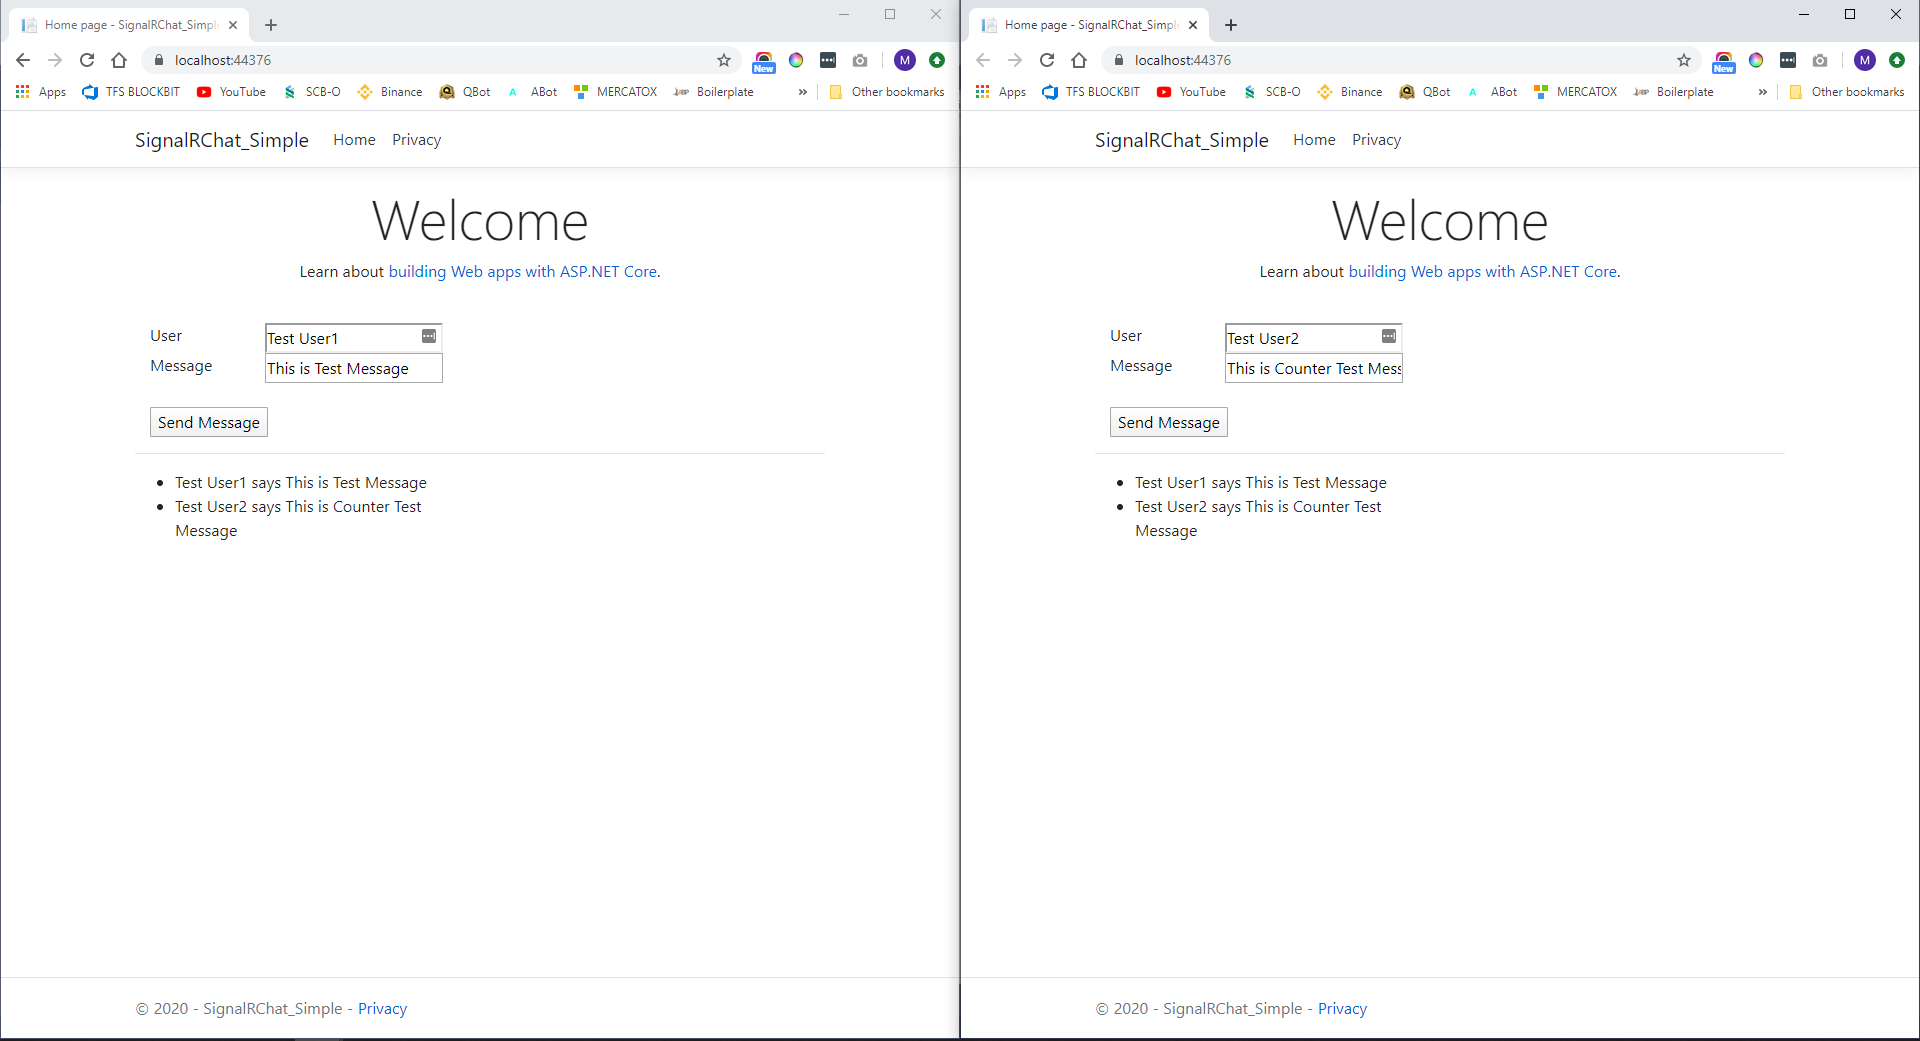 Home page - SignalRChat_Simple
localhost:44376
New
M
Apps TFS BLOCKBIT YouTube SCB-O Binance QBot A ABot MERCATOX Boilerplate » Other bookmarks
SignalRChat_Simple Home Privacy
Welcome
Learn about building Web apps with ASP.NET Core.
User Test User1
Message This is Test Message
Send Message
Test User1 says This is Test Message
Test User2 says This is Counter Test
Message
© 2020 - SignalRChat_Simple - Privacy
Home page - SignalRChat_Simple
localhost:44376
New
M
Apps TFS BLOCKBIT YouTube SCB-O Binance QBot A ABot MERCATOX Boilerplate » Other bookmarks
SignalRChat_Simple Home Privacy
Welcome
Learn about building Web apps with ASP.NET Core.
User Test User2
Message This is Counter Test Mess
Send Message
Test User1 says This is Test Message
Test User2 says This is Counter Test
Message
© 2020 - SignalRChat_Simple - Privacy